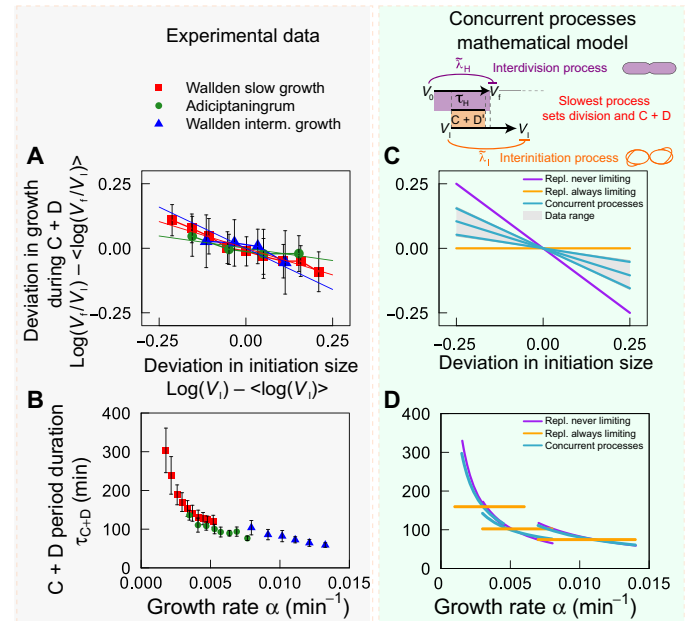 Experimental data
Wallden slow growth
Adiciptaningrum
Wallden interm. growth
Concurrent processes
mathematical model
λ̃H
Interdivision process
V0
Vf
τH
C + D
VI
Slowest process
sets division and C + D
λ̃I
Interinitiation process
A
Deviation in growth
during C + D
Log(Vf/VI) – <log(Vf/VI)>
0.25
0.00
−0.25
−0.25
0.00
0.25
Deviation in initiation size
Log(VI) – <log(VI)>
C
0.25
0.00
-0.25
Repl. never limiting
Repl. always limiting
Concurrent processes
Data range
−0.25
0.00
0.25
Deviation in initiation size
B
C + D period duration
τC+D (min)
400
300
200
100
0
0.000
0.005
0.010
0.015
Growth rate α (min−1)
D
400
300
200
100
0
Repl. never limiting
Repl. always limiting
Concurrent processes
0.000
0.005
0.010
0.015
Growth rate α (min−1)